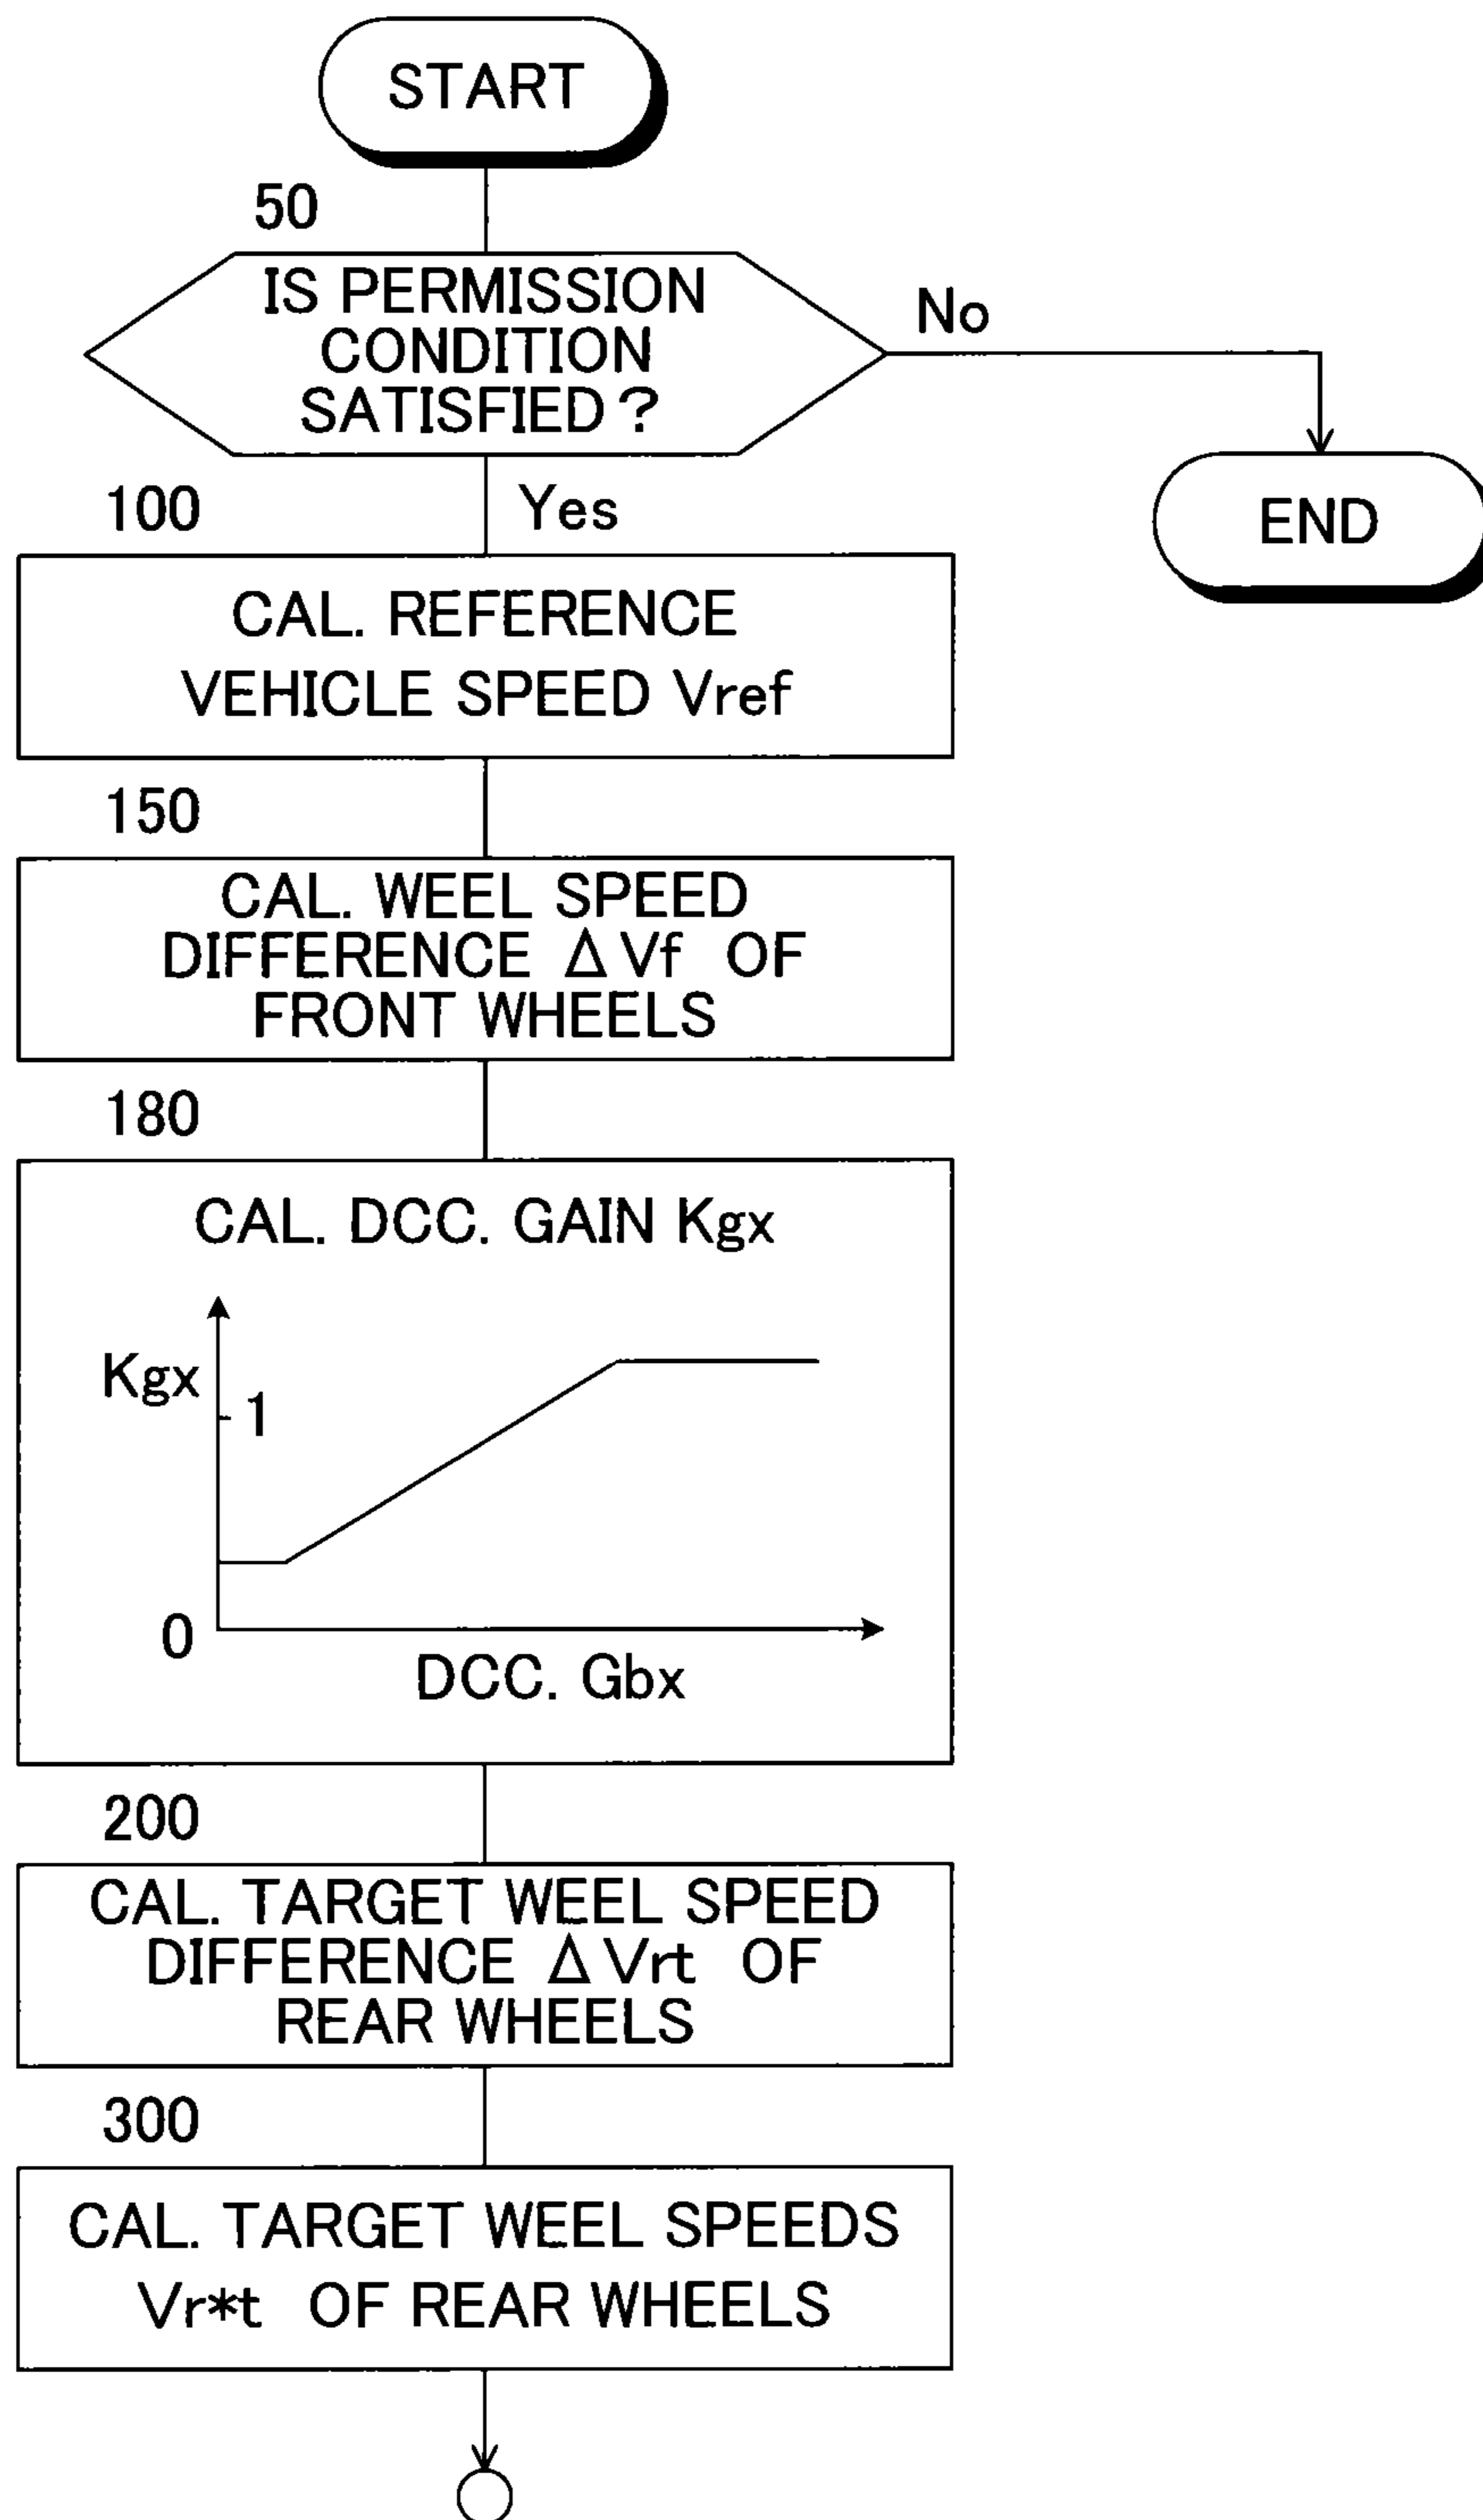 START
50
IS PERMISSION
CONDITION
SATISFIED ?
No
END
100
Yes
CAL. REFERENCE
VEHICLE SPEED Vref
150
CAL. WEEL SPEED
DIFFERENCE ΔVf OF
FRONT WHEELS
180
CAL. DCC. GAIN Kgx
Kgx
1
0
DCC. Gbx
200
CAL. TARGET WEEL SPEED
DIFFERENCE ΔVrt OF
REAR WHEELS
300
CAL. TARGET WEEL SPEEDS
Vr*t OF REAR WHEELS